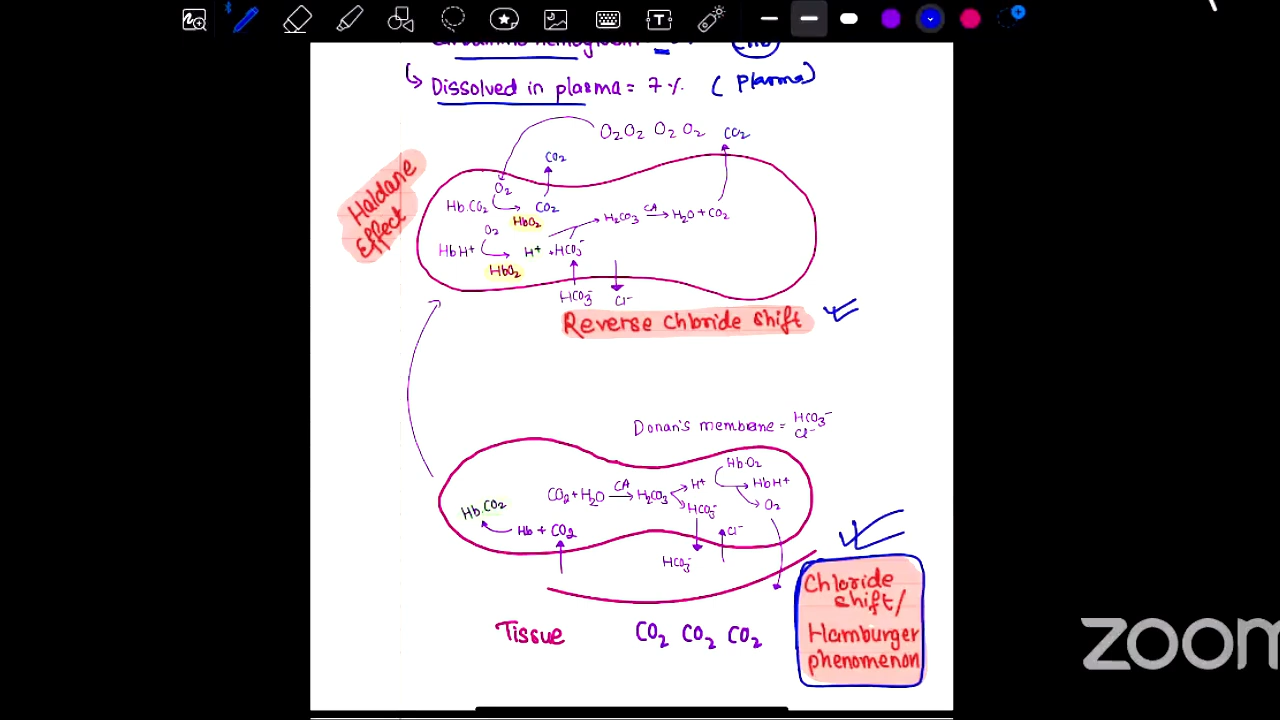 Dissolved in plasma = 7 %. (Plasma)
O2O2 O2 O2 CO2
CO2
Haldane
Effect
O2
Hb.CO2 CO2
HbO2
H2CO3 CA H2O + CO2
O2
HbH+ H+ + HCO3-
HbO2
HCO3- Cl-
Reverse Chloride shift
Donan's membrane = HCO3-
Cl-
Hb.O2
CO2 + H2O CA H2CO3 H+ HbH+
HCO3- O2
Hb.CO2
Hb + CO2 Cl-
HCO3-
Chloride
shift/
Hamburger
phenomenon
Tissue CO2 CO2 CO2
ZOOM